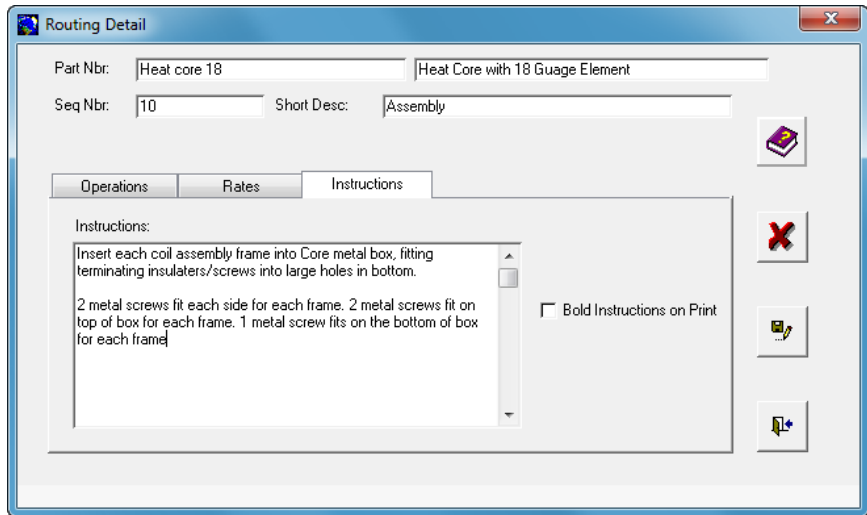 Routing Detail
Part Nbr: Heat core 18 Heat Core with 18 Guage Element
Seq Nbr: 10 Short Desc: Assembly
Operations Rates Instructions
Instructions:
Insert each coil assembly frame into Core metal box, fitting
terminating insulaters/screws into large holes in bottom.
2 metal screws fit each side for each frame. 2 metal screws fit on
top of box for each frame. 1 metal screw fits on the bottom of box
for each frame
Bold Instructions on Print